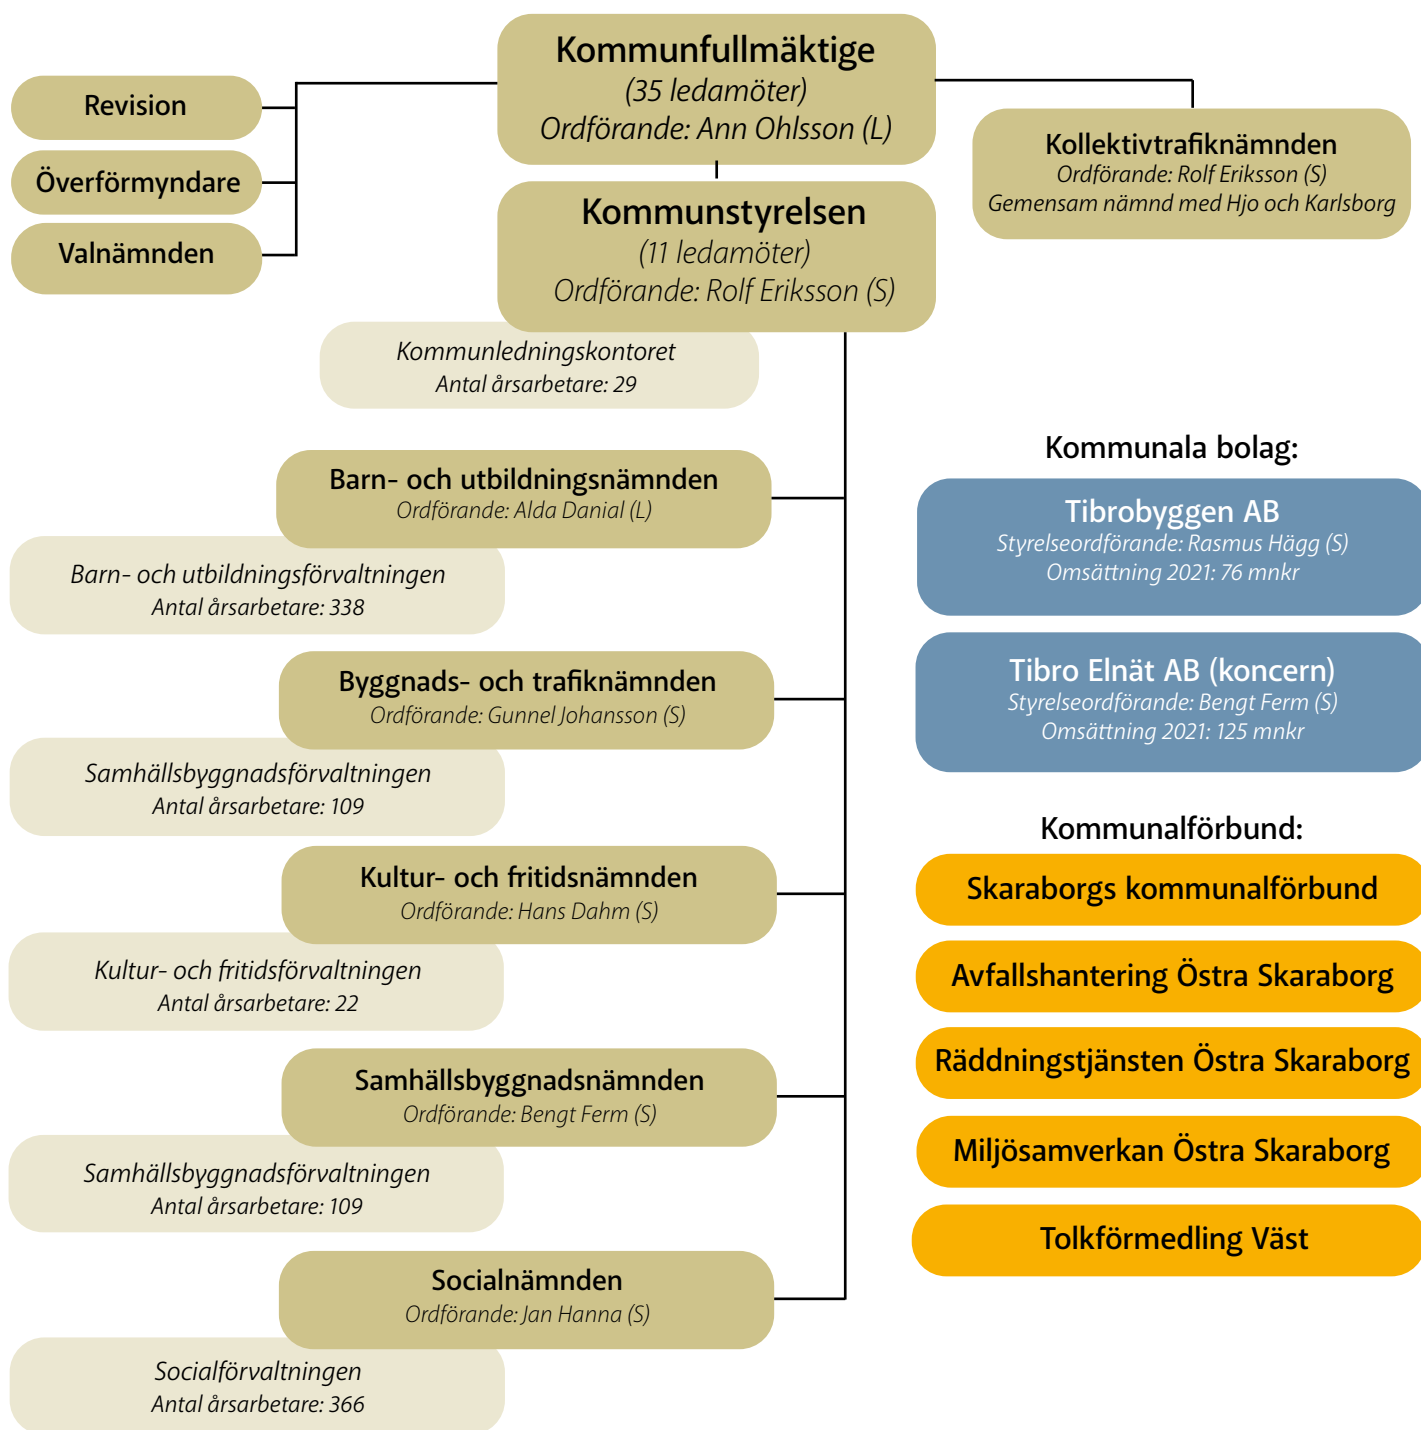 Kommunfullmäktige
(35 ledamöter)
Ordförande: Ann Ohlsson (L)
Revision
Överförmyndare
Valnämnden
Kollektivtrafiknämnden
Ordförande: Rolf Eriksson (S)
Gemensam nämnd med Hjo och Karlsborg
Kommunstyrelsen
(11 ledamöter)
Ordförande: Rolf Eriksson (S)
Kommunledningskontoret
Antal årsarbetare: 29
Barn- och utbildningsnämnden
Ordförande: Alda Danial (L)
Barn- och utbildningsförvaltningen
Antal årsarbetare: 338
Byggnads- och trafiknämnden
Ordförande: Gunnel Johansson (S)
Samhällsbyggnadsförvaltningen
Antal årsarbetare: 109
Kultur- och fritidsnämnden
Ordförande: Hans Dahm (S)
Kultur- och fritidsförvaltningen
Antal årsarbetare: 22
Samhällsbyggnadsnämnden
Ordförande: Bengt Ferm (S)
Samhällsbyggnadsförvaltningen
Antal årsarbetare: 109
Socialnämnden
Ordförande: Jan Hanna (S)
Socialförvaltningen
Antal årsarbetare: 366
Kommunala bolag:
Tibrobyggen AB
Styrelseordförande: Rasmus Hägg (S)
Omsättning 2021: 76 mnkr
Tibro Elnät AB (koncern)
Styrelseordförande: Bengt Ferm (S)
Omsättning 2021: 125 mnkr
Kommunalförbund:
Skaraborgs kommunalförbund
Avfallshantering Östra Skaraborg
Räddningstjänsten Östra Skaraborg
Miljösamverkan Östra Skaraborg
Tolkförmedling Väst